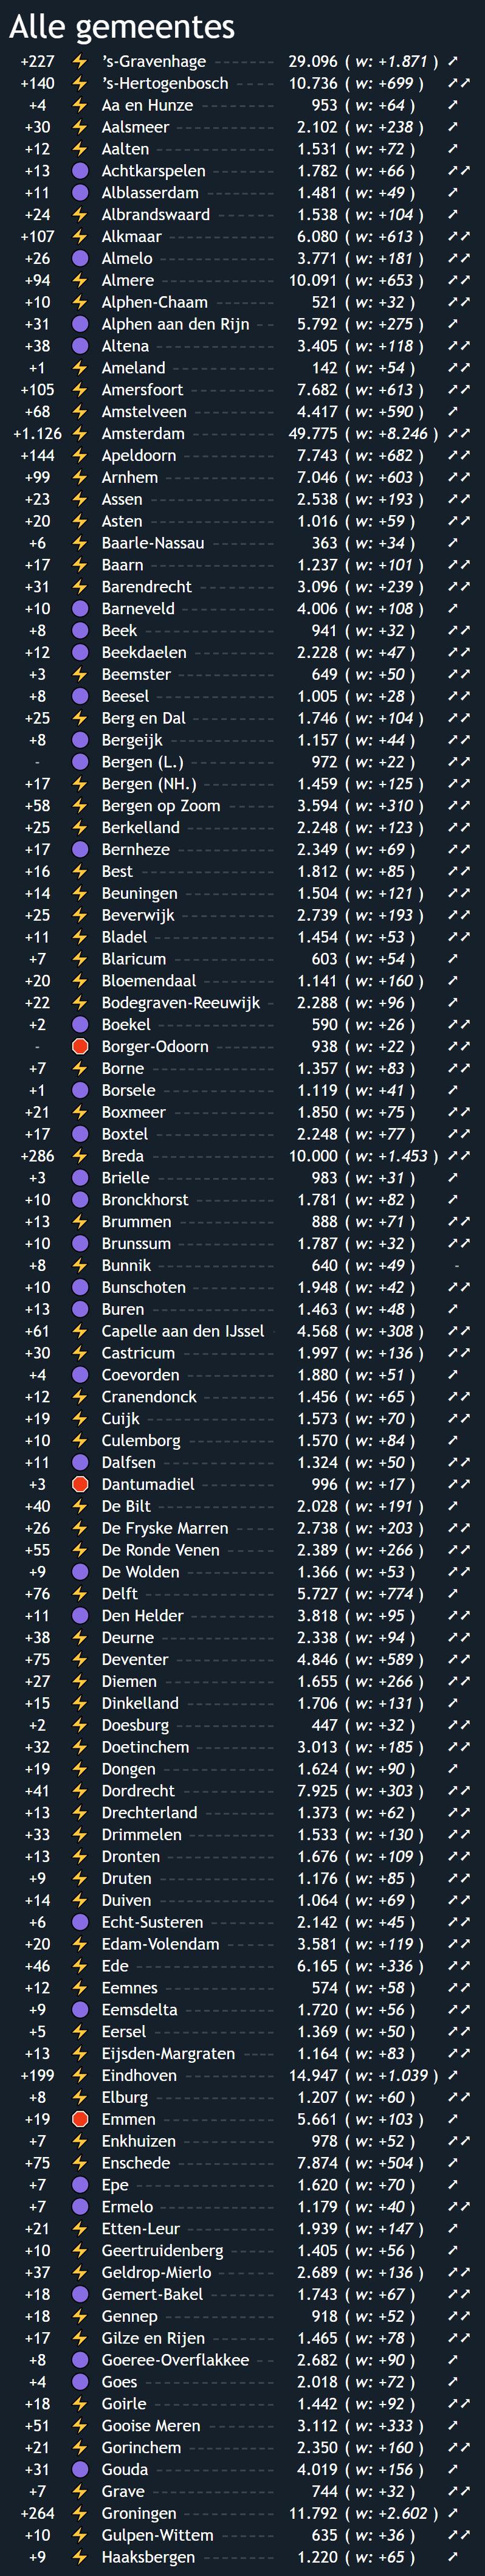 Alle gemeentes
+227 ’s-Gravenhage 29.096 ( w: +1.871 )
+140 ’s-Hertogenbosch 10.736 ( w: +699 )
+4 Aa en Hunze 953 ( w: +64 )
+30 Aalsmeer 2.102 ( w: +238 )
+12 Aalten 1.531 ( w: +72 )
+13 Achtkarspelen 1.782 ( w: +66 )
+11 Alblasserdam 1.481 ( w: +49 )
+24 Albrandswaard 1.538 ( w: +104 )
+107 Alkmaar 6.080 ( w: +613 )
+26 Almelo 3.771 ( w: +181 )
+94 Almere 10.091 ( w: +653 )
+10 Alphen-Chaam 521 ( w: +32 )
+31 Alphen aan den Rijn 5.792 ( w: +275 )
+38 Altena 3.405 ( w: +118 )
+1 Ameland 142 ( w: +54 )
+105 Amersfoort 7.682 ( w: +613 )
+68 Amstelveen 4.417 ( w: +590 )
+1.126 Amsterdam 49.775 ( w: +8.246 )
+144 Apeldoorn 7.743 ( w: +682 )
+99 Arnhem 7.046 ( w: +603 )
+23 Assen 2.538 ( w: +193 )
+20 Asten 1.016 ( w: +59 )
+6 Baarle-Nassau 363 ( w: +34 )
+17 Baarn 1.237 ( w: +101 )
+31 Barendrecht 3.096 ( w: +239 )
+10 Barneveld 4.006 ( w: +108 )
+8 Beek 941 ( w: +32 )
+12 Beekdaelen 2.228 ( w: +47 )
+3 Beemster 649 ( w: +50 )
+8 Beesel 1.005 ( w: +28 )
+25 Berg en Dal 1.746 ( w: +104 )
+8 Bergeijk 1.157 ( w: +44 )
- Bergen (L.) 972 ( w: +22 )
+17 Bergen (NH.) 1.459 ( w: +125 )
+58 Bergen op Zoom 3.594 ( w: +310 )
+25 Berkelland 2.248 ( w: +123 )
+17 Bernheze 2.349 ( w: +69 )
+16 Best 1.812 ( w: +85 )
+14 Beuningen 1.504 ( w: +121 )
+25 Beverwijk 2.739 ( w: +193 )
+11 Bladel 1.454 ( w: +53 )
+7 Blaricum 603 ( w: +54 )
+20 Bloemendaal 1.141 ( w: +160 )
+22 Bodegraven-Reeuwijk 2.288 ( w: +96 )
+2 Boekel 590 ( w: +26 )
- Borger-Odoorn 938 ( w: +22 )
+7 Borne 1.357 ( w: +83 )
+1 Borsele 1.119 ( w: +41 )
+21 Boxmeer 1.850 ( w: +75 )
+17 Boxtel 2.248 ( w: +77 )
+286 Breda 10.000 ( w: +1.453 )
+3 Brielle 983 ( w: +31 )
+10 Bronckhorst 1.781 ( w: +82 )
+13 Brummen 888 ( w: +71 )
+10 Brunssum 1.787 ( w: +32 )
+8 Bunnik 640 ( w: +49 ) -
+10 Bunschoten 1.948 ( w: +42 )
+13 Buren 1.463 ( w: +48 )
+61 Capelle aan den IJssel 4.568 ( w: +308 )
+30 Castricum 1.997 ( w: +136 )
+4 Coevorden 1.880 ( w: +51 )
+12 Cranendonck 1.456 ( w: +65 )
+19 Cuijk 1.573 ( w: +70 )
+10 Culemborg 1.570 ( w: +84 )
+11 Dalfsen 1.324 ( w: +50 )
+3 Dantumadiel 996 ( w: +17 )
+40 De Bilt 2.028 ( w: +191 )
+26 De Fryske Marren 2.738 ( w: +203 )
+55 De Ronde Venen 2.389 ( w: +266 )
+9 De Wolden 1.366 ( w: +53 )
+76 Delft 5.727 ( w: +774 )
+11 Den Helder 3.818 ( w: +95 )
+38 Deurne 2.338 ( w: +94 )
+75 Deventer 4.846 ( w: +589 )
+27 Diemen 1.655 ( w: +266 )
+15 Dinkelland 1.706 ( w: +131 )
+2 Doesburg 447 ( w: +32 )
+32 Doetinchem 3.013 ( w: +185 )
+19 Dongen 1.624 ( w: +90 )
+41 Dordrecht 7.925 ( w: +303 )
+13 Drechterland 1.373 ( w: +62 )
+33 Drimmelen 1.533 ( w: +130 )
+13 Dronten 1.676 ( w: +109 )
+9 Druten 1.176 ( w: +85 )
+14 Duiven 1.064 ( w: +69 )
+6 Echt-Susteren 2.142 ( w: +45 )
+20 Edam-Volendam 3.581 ( w: +119 )
+46 Ede 6.165 ( w: +336 )
+12 Eemnes 574 ( w: +58 )
+9 Eemsdelta 1.720 ( w: +56 )
+5 Eersel 1.369 ( w: +50 )
+13 Eijsden-Margraten 1.164 ( w: +83 )
+199 Eindhoven 14.947 ( w: +1.039 )
+8 Elburg 1.207 ( w: +60 )
+19 Emmen 5.661 ( w: +103 )
+7 Enkhuizen 978 ( w: +52 )
+75 Enschede 7.874 ( w: +504 )
+7 Epe 1.620 ( w: +70 )
+7 Ermelo 1.179 ( w: +40 )
+21 Etten-Leur 1.939 ( w: +147 )
+10 Geertruidenberg 1.405 ( w: +56 )
+37 Geldrop-Mierlo 2.689 ( w: +136 )
+18 Gemert-Bakel 1.743 ( w: +67 )
+18 Gennep 918 ( w: +52 )
+17 Gilze en Rijen 1.465 ( w: +78 )
+8 Goeree-Overflakkee 2.682 ( w: +90 )
+4 Goes 2.018 ( w: +72 )
+18 Goirle 1.442 ( w: +92 )
+51 Gooise Meren 3.112 ( w: +333 )
+21 Gorinchem 2.350 ( w: +160 )
+31 Gouda 4.019 ( w: +156 )
+7 Grave 744 ( w: +32 )
+264 Groningen 11.792 ( w: +2.602 )
+10 Gulpen-Wittem 635 ( w: +36 )
+9 Haaksbergen 1.220 ( w: +65 )